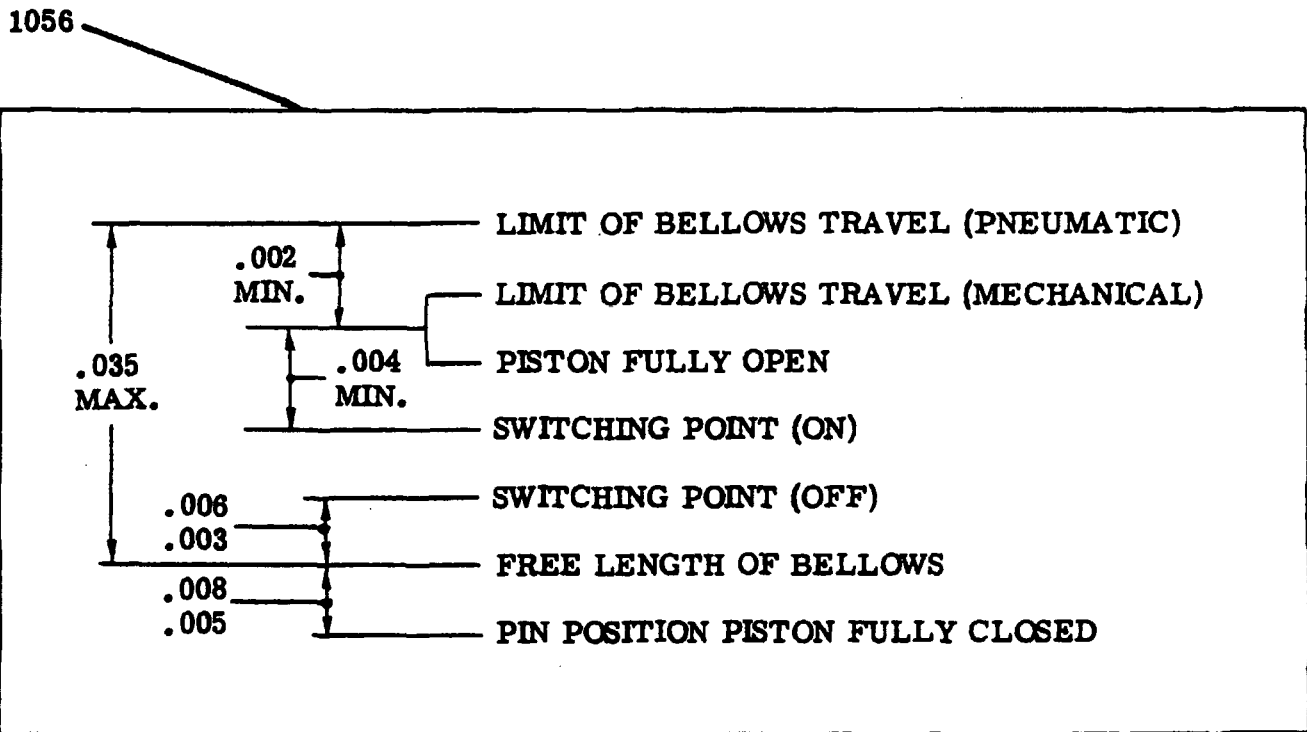 1056
LIMIT OF BELLOWS TRAVEL (PNEUMATIC)
.002
MIN.
LIMIT OF BELLOWS TRAVEL (MECHANICAL)
.035
MAX.
.004
MIN.
PISTON FULLY OPEN
SWITCHING POINT (ON)
SWITCHING POINT (OFF)
.006
.003
FREE LENGTH OF BELLOWS
.008
.005
PIN POSITION PISTON FULLY CLOSED